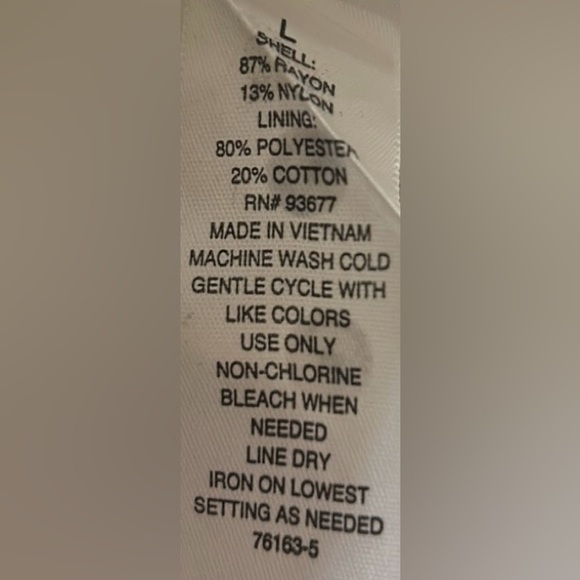 L
SHELL:
87% RAYON
13% NYLON
LINING:
80% POLYESTER
20% COTTON
RN# 93677
MADE IN VIETNAM
MACHINE WASH COLD
GENTLE CYCLE WITH
LIKE COLORS
USE ONLY
NON-CHLORINE
BLEACH WHEN
NEEDED
LINE DRY
IRON ON LOWEST
SETTING AS NEEDED
76163-5